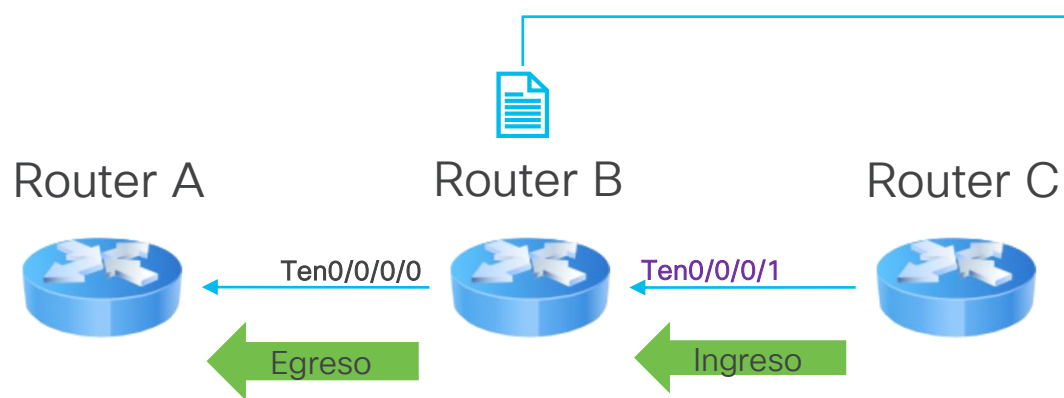 Router A
Router B
Router C
Ten0/0/0/0
Ten0/0/0/1
Egreso
Ingreso